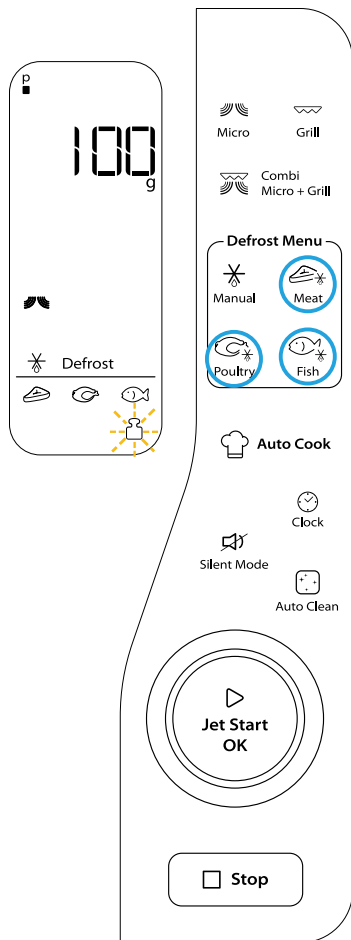 p
100
g
Defrost
Micro
Grill
Combi
Micro + Grill
Defrost Menu
Manual
Meat
Poultry
Fish
Auto Cook
Clock
Silent Mode
Auto Clean
Jet Start
OK
Stop